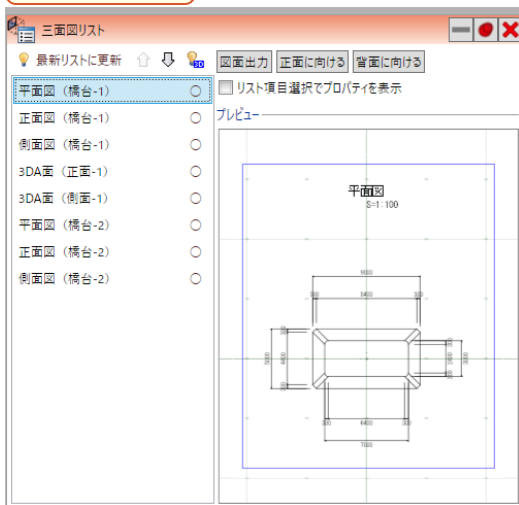 三面図リスト
最新リストに更新
3D
図面出力 正面に向ける 背面に向ける
リスト項目選択でプロパティを表示
プレビュー
平面図（橋台-1） ○
正面図（橋台-1） ○
側面図（橋台-1） ○
3DA面（正面-1） ○
3DA面（側面-1） ○
平面図（橋台-2） ○
正面図（橋台-2） ○
側面図（橋台-2） ○
平面図
S=1:100
9000
8400
6400
7000